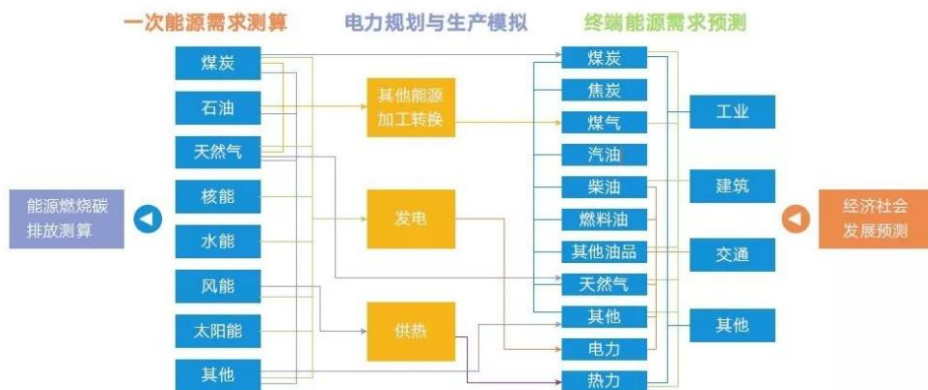 一次能源需求测算
电力规划与生产模拟
终端能源需求预测
能源燃烧碳
排放测算
煤炭
石油
天然气
核能
水能
风能
太阳能
其他
其他能源
加工转换
发电
供热
煤炭
焦炭
煤气
汽油
柴油
燃料油
其他油品
天然气
其他
电力
热力
工业
建筑
交通
其他
经济社会
发展预测